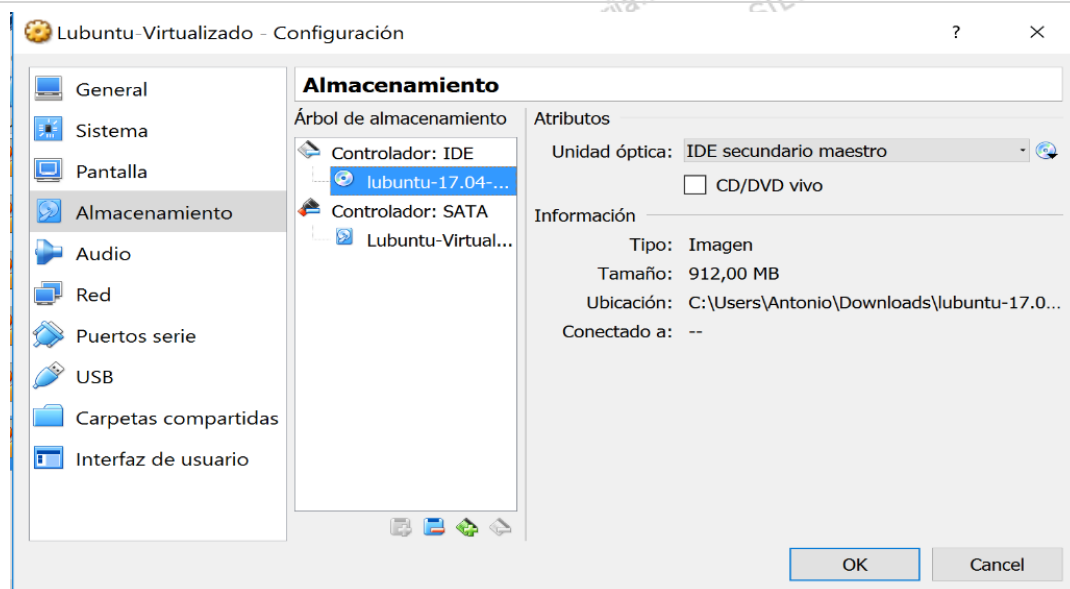 Lubuntu-Virtualizado - Configuración ?
General
Sistema
Pantalla
Almacenamiento
Audio
Red
Puertos serie
USB
Carpetas compartidas
Interfaz de usuario
Almacenamiento
Árbol de almacenamiento
Controlador: IDE
lubuntu-17.04-...
Controlador: SATA
Lubuntu-Virtual...
Atributos
Unidad óptica: IDE secundario maestro
CD/DVD vivo
Información
Tipo: Imagen
Tamaño: 912,00 MB
Ubicación: C:\Users\Antonio\Downloads\lubuntu-17.0...
Conectado a: --
OK Cancel